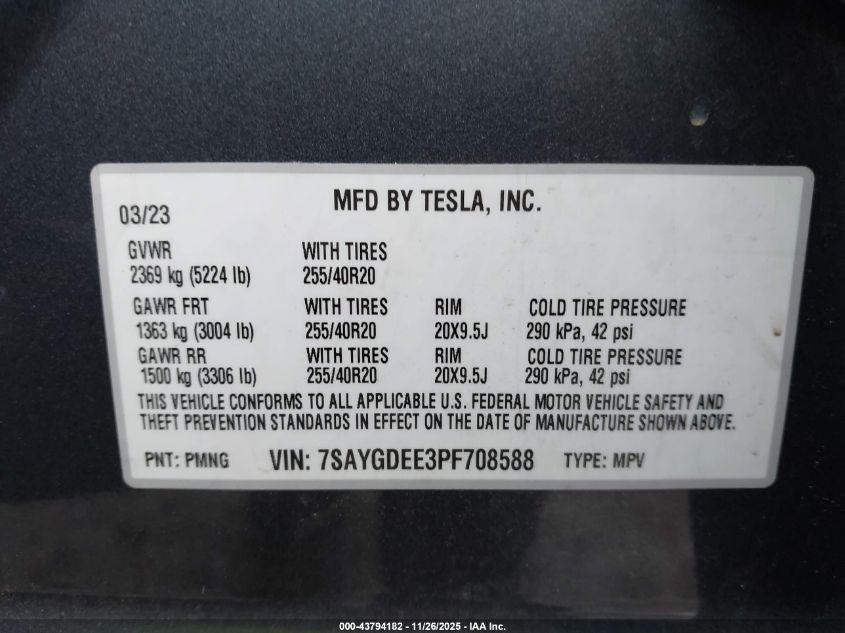 MFD BY TESLA, INC.
03/23
GVWR WITH TIRES
2369 kg (5224 lb) 255/40R20
GAWR FRT WITH TIRES RIM COLD TIRE PRESSURE
1363 kg (3004 lb) 255/40R20 20X9.5J 290 kPa, 42 psi
GAWR RR WITH TIRES RIM COLD TIRE PRESSURE
1500 kg (3306 lb) 255/40R20 20X9.5J 290 kPa, 42 psi
THIS VEHICLE CONFORMS TO ALL APPLICABLE U.S. FEDERAL MOTOR VEHICLE SAFETY AND
THEFT PREVENTION STANDARDS IN EFFECT ON THE DATE OF MANUFACTURE SHOWN ABOVE.
PNT: PMNG VIN: 7SAYGDEE3PF708588 TYPE: MPV
000-43794182 - 11/26/2025 - IAA Inc.